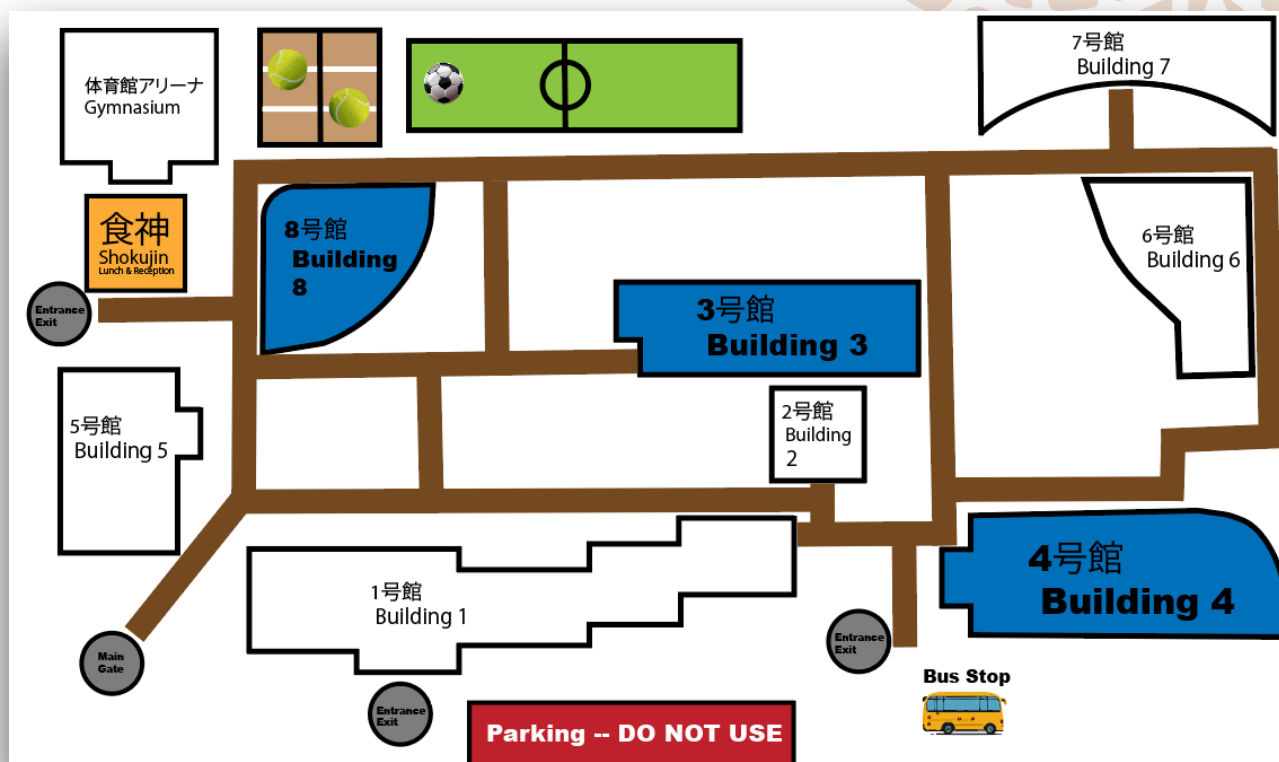 体育館アリーナ
Gymnasium
7号館
Building 7
食神
Shokujin
Lunch & Reception
8号館
Building
8
6号館
Building 6
Entrance
Exit
3号館
Building 3
5号館
Building 5
2号館
Building
2
4号館
Building 4
1号館
Building 1
Main
Gate
Entrance
Exit
Bus Stop
Entrance
Exit
Parking -- DO NOT USE